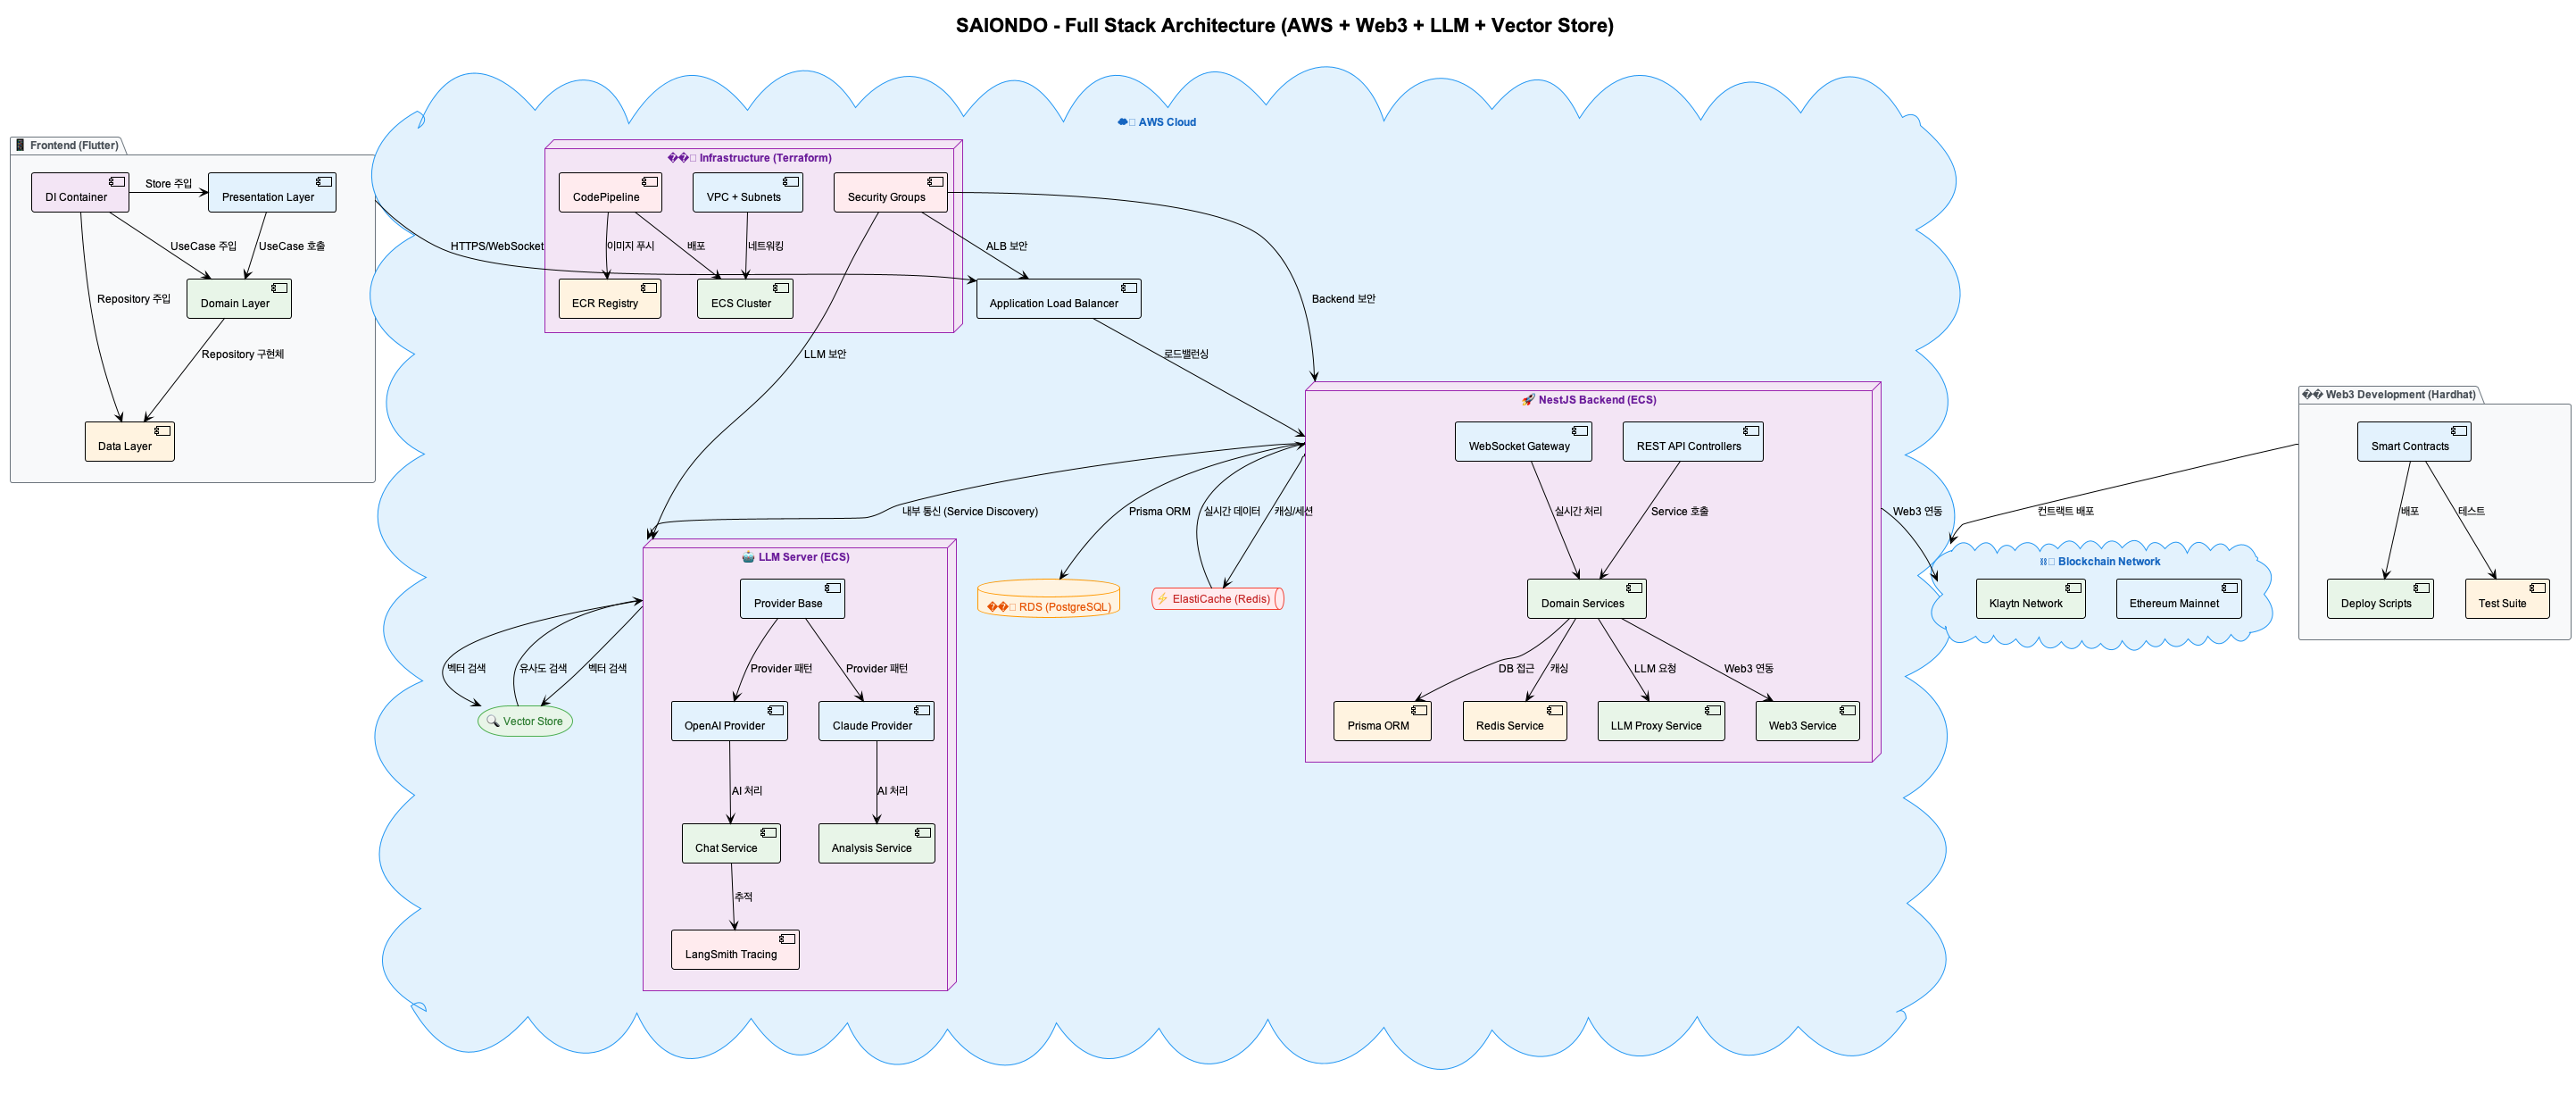 SAIONDO - Full Stack Architecture (AWS + Web3 + LLM + Vector Store)
AWS Cloud
Frontend (Flutter)
DI Container
Store 주입
Presentation Layer
UseCase 주입
UseCase 호출
Repository 주입
Domain Layer
Repository 구현체
Data Layer
HTTPS/WebSocket
Infrastructure (Terraform)
CodePipeline
VPC + Subnets
Security Groups
이미지 푸시
배포
네트워킹
ECR Registry
ECS Cluster
ALB 보안
Application Load Balancer
Backend 보안
LLM 보안
로드밸런싱
NestJS Backend (ECS)
WebSocket Gateway
REST API Controllers
실시간 처리
Service 호출
Domain Services
DB 접근
캐싱
LLM 요청
Web3 연동
Prisma ORM
Redis Service
LLM Proxy Service
Web3 Service
내부 통신 (Service Discovery)
Prisma ORM
실시간 데이터
캐싱/세션
RDS (PostgreSQL)
ElastiCache (Redis)
LLM Server (ECS)
Provider Base
Provider 패턴
Provider 패턴
OpenAI Provider
Claude Provider
AI 처리
AI 처리
Chat Service
Analysis Service
추적
LangSmith Tracing
벡터 검색
유사도 검색
벡터 검색
Vector Store
Web3 연동
컨트랙트 배포
Blockchain Network
Klaytn Network
Ethereum Mainnet
Web3 Development (Hardhat)
Smart Contracts
배포
테스트
Deploy Scripts
Test Suite